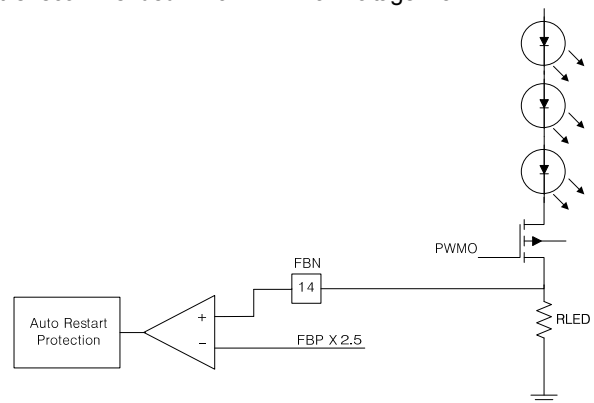 PWMO
FBN
14
Auto Restart
Protection
+
−
FBP X 2.5
RLED